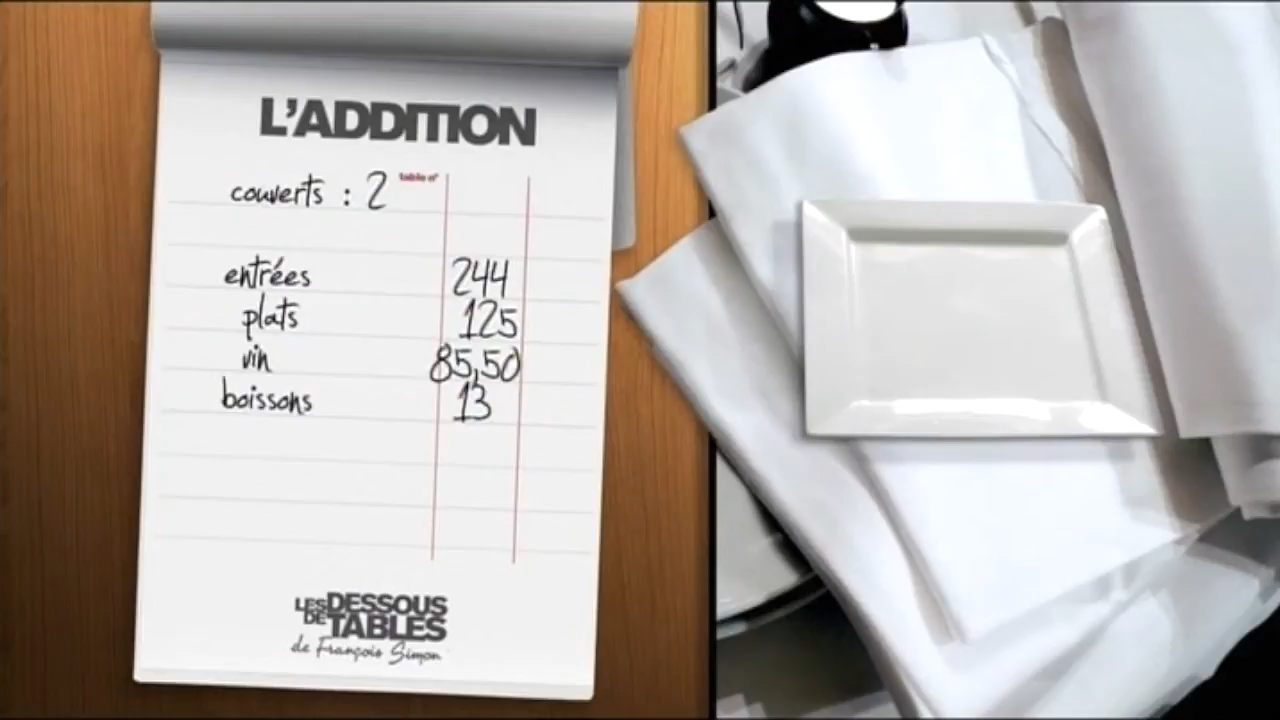 L'ADDITION
couverts : 2 table n°
entrées 244
plats 125
vin 85,50
boissons 13
LES DESSOUS
DE TABLES
de François Simon